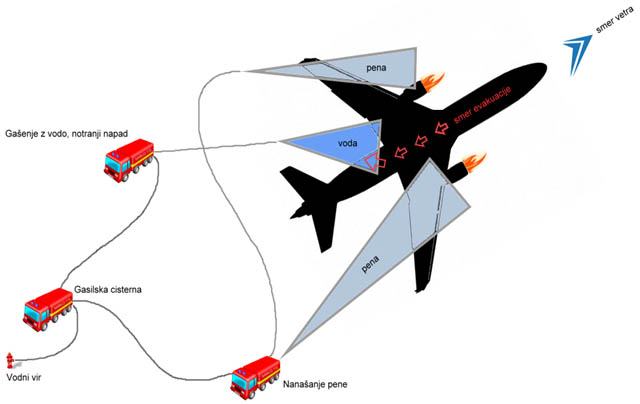 smer vetra
pena
smer evakuacije
Gašenje z vodo, notranji napad
voda
pena
Gasilska cisterna
Vodni vir
Nanašanje pene